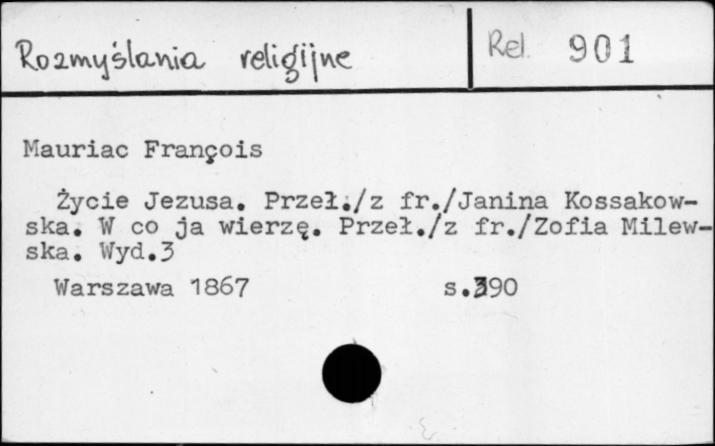 Rozmyślania religijne
Rel 901
Mauriac François
Życie Jezusa. Przeł./z fr./Janina Kossakow-
ska. W co ja wierzę. Przeł./z fr./Zofia Milew-
ska. Wyd.3
Warszawa 1867 s.390